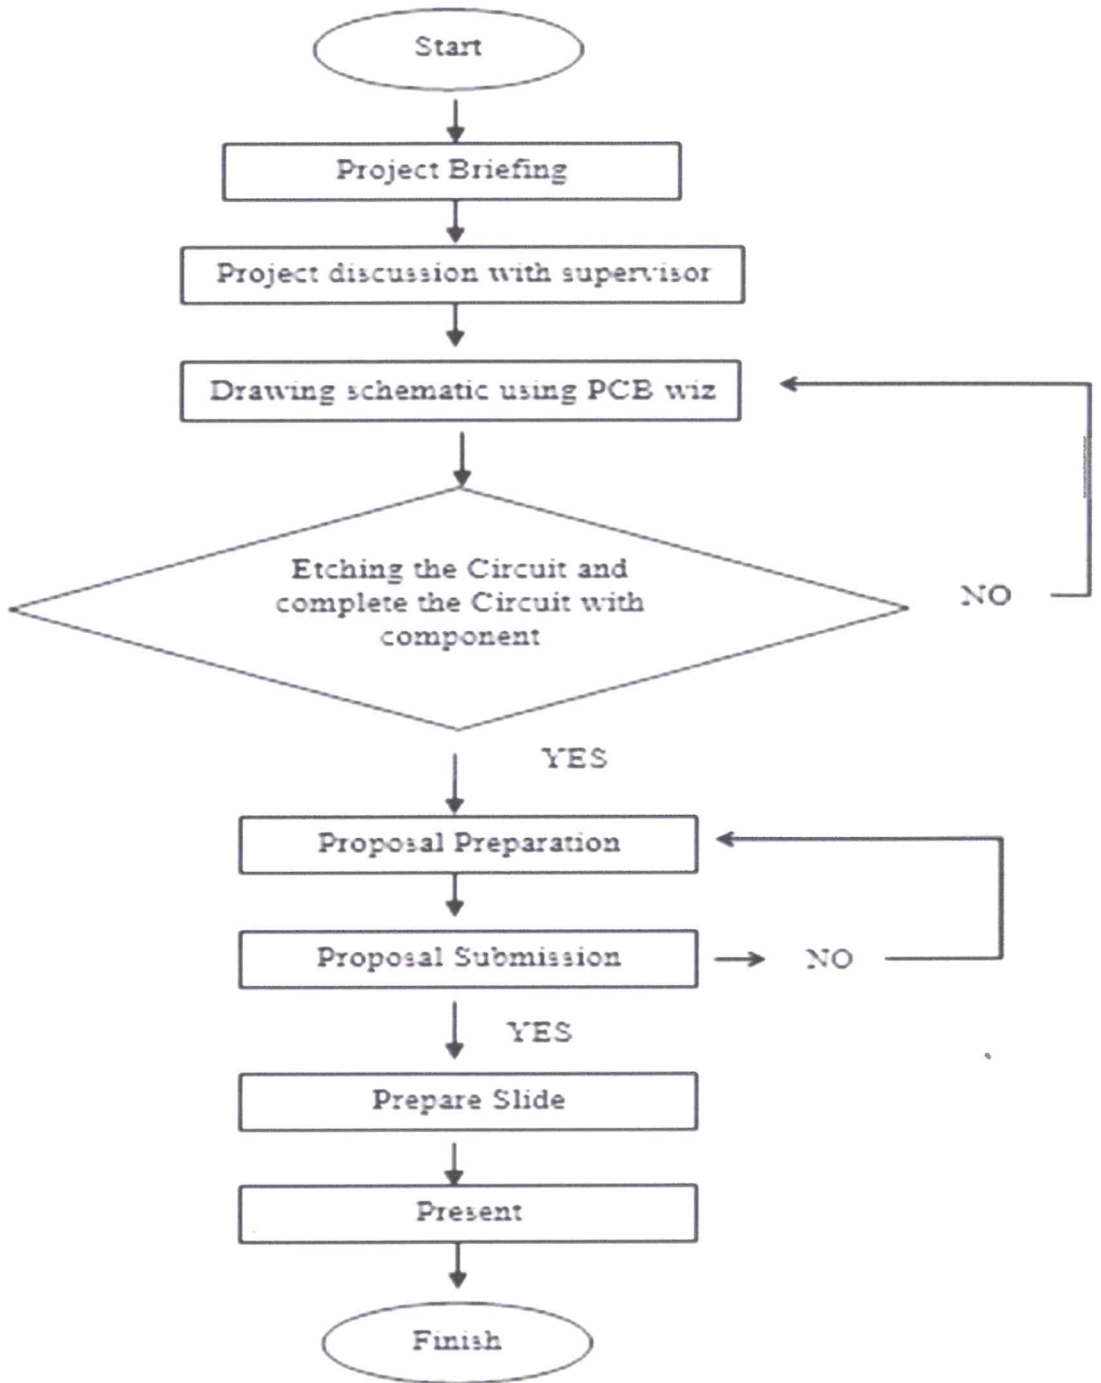 Start
Project Briefing
Project discussion with supervisor
Drawing schematic using PCB wiz
Etching the Circuit and
complete the Circuit with
component
NO
YES
Proposal Preparation
Proposal Submission
NO
YES
Prepare Slide
Present
Finish